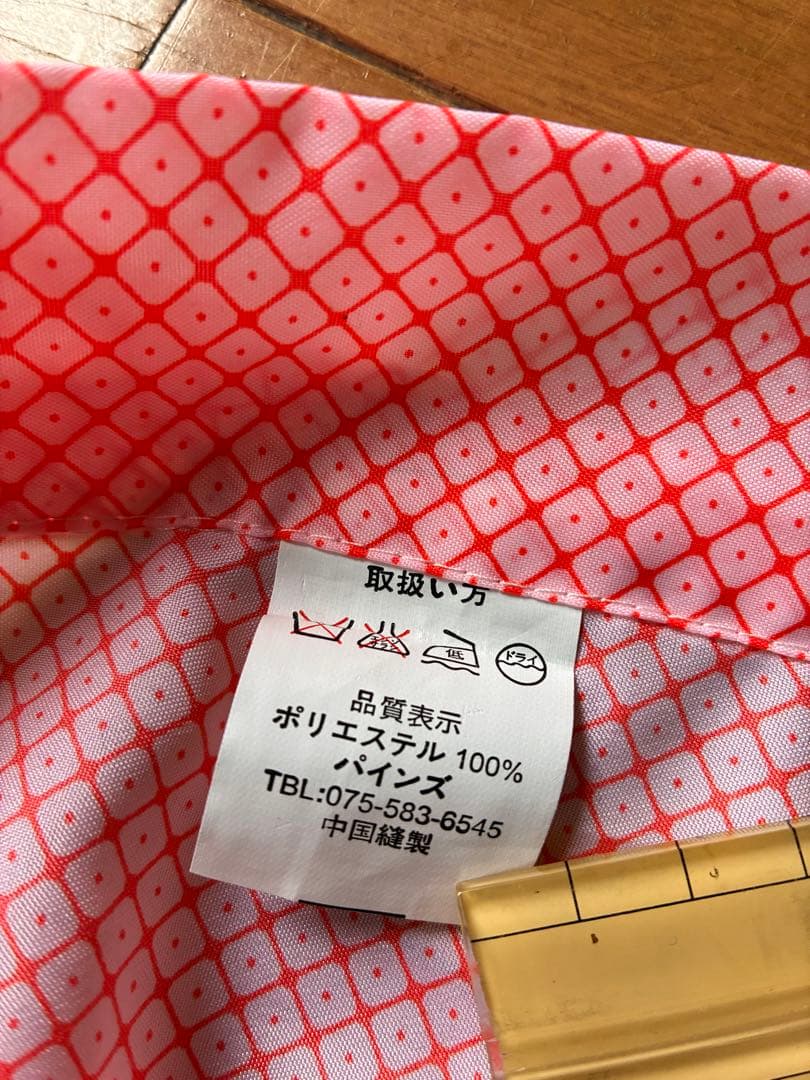 取扱い方
低 ドライ
品質表示
ポリエステル 100%
パインズ
TBL:075-583-6545
中国縫製